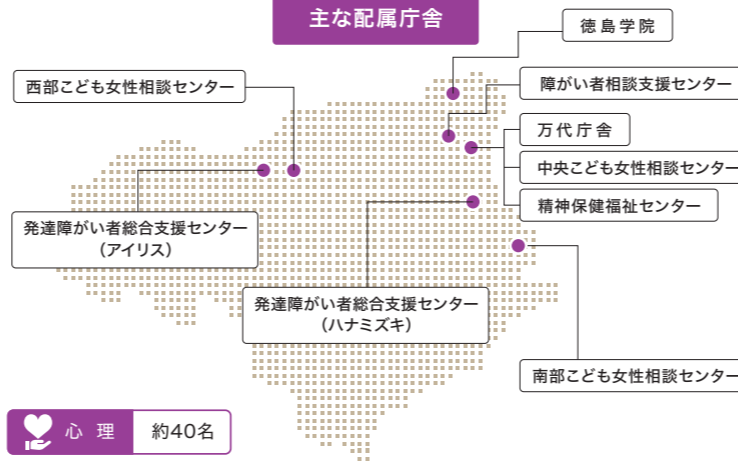 主な配属庁舎
徳島学院
西部こども女性相談センター
障がい者相談支援センター
万代庁舎
中央こども女性相談センター
精神保健福祉センター
発達障がい者総合支援センター
（アイリス）
発達障がい者総合支援センター
（ハナミズキ）
南部こども女性相談センター
心理 約40名